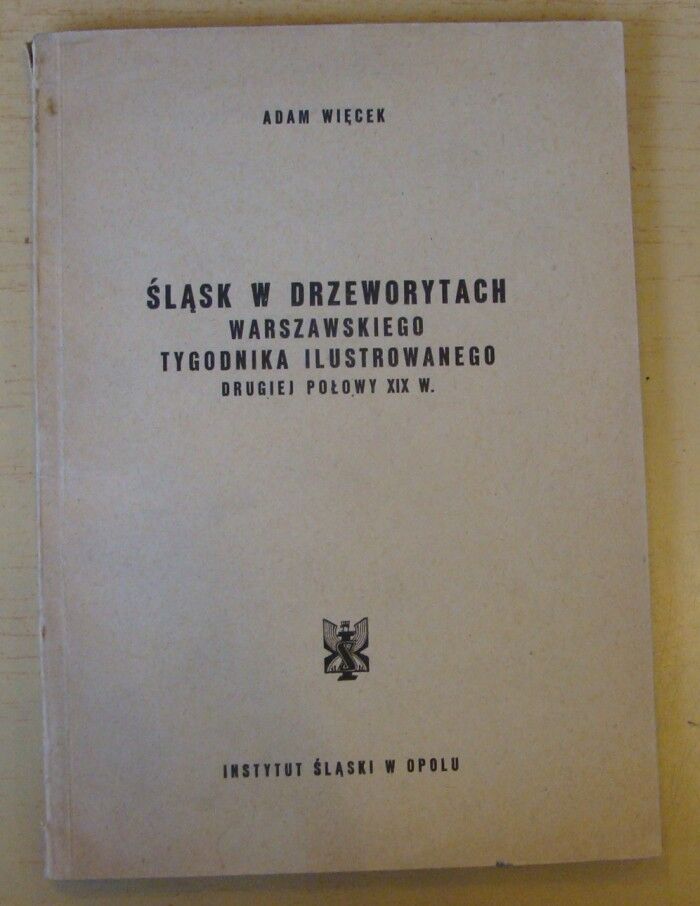 ADAM WIĘCEK
ŚLĄSK W DRZEWORYTACH
WARSZAWSKIEGO
TYGODNIKA ILUSTROWANEGO
DRUGIEJ POŁOWY XIX W.
INSTYTUT ŚLĄSKI W OPOLU